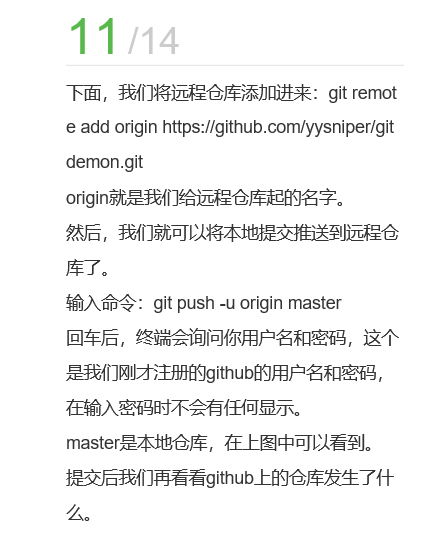 11 /14
下面，我们将远程仓库添加进来：git remot
e add origin https://github.com/yysniper/git
demon.git
origin就是我们给远程仓库起的名字。
然后，我们就可以将本地提交推送到远程仓
库了。
输入命令：git push -u origin master
回车后，终端会询问你用户名和密码，这个
是我们刚才注册的github的用户名和密码，
在输入密码时不会有任何显示。
master是本地仓库，在上图中可以看到。
提交后我们再看看github上的仓库发生了什
么。